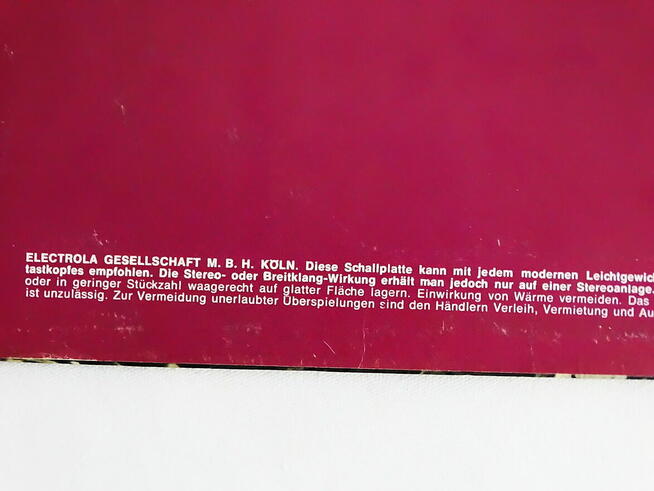 ELECTROLA GESELLSCHAFT M. B. H. KÖLN. Diese Schallplatte kann mit jedem modernen Leichtgewic
tastkopfes empfohlen. Die Stereo- oder Breitklang-Wirkung erhält man jedoch nur auf einer Stereoanlage.
oder in geringer Stückzahl waagerecht auf glatter Fläche lagern. Einwirkung von Wärme vermeiden. Das
ist unzulässig. Zur Vermeidung unerlaubter Überspielungen sind den Händlern Verleih, Vermietung und Au